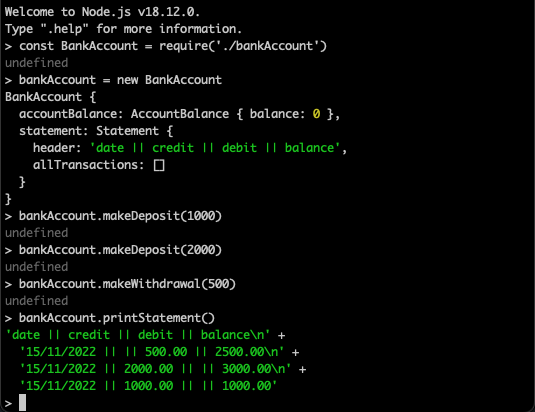 Welcome to Node.js v18.12.0.
Type ".help" for more information.
> const BankAccount = require('./bankAccount')
undefined
> bankAccount = new BankAccount
BankAccount {
  accountBalance: AccountBalance { balance: 0 },
  statement: Statement {
    header: 'date || credit || debit || balance',
    allTransactions: []
  }
}
> bankAccount.makeDeposit(1000)
undefined
> bankAccount.makeDeposit(2000)
undefined
> bankAccount.makeWithdrawal(500)
undefined
> bankAccount.printStatement()
'date || credit || debit || balance\n' +
  '15/11/2022 || || 500.00 || 2500.00\n' +
  '15/11/2022 || 2000.00 || || 3000.00\n' +
  '15/11/2022 || 1000.00 || || 1000.00'
>